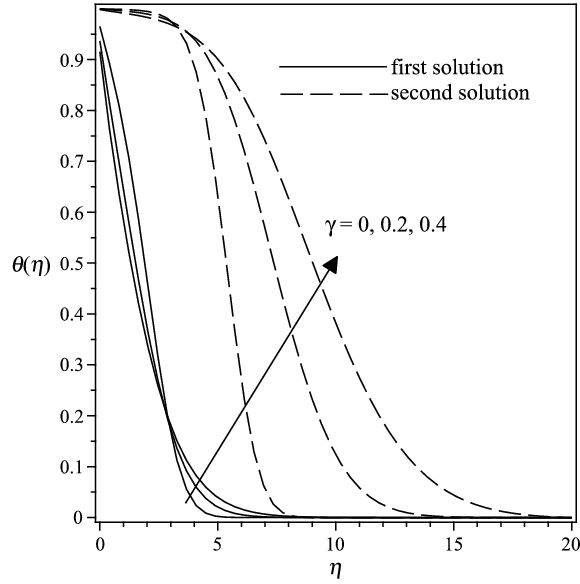 first solution
second solution
γ = 0, 0.2, 0.4
θ(η)
0.9
0.8
0.7
0.6
0.5
0.4
0.3
0.2
0.1
0
0 5 10 15 20
η